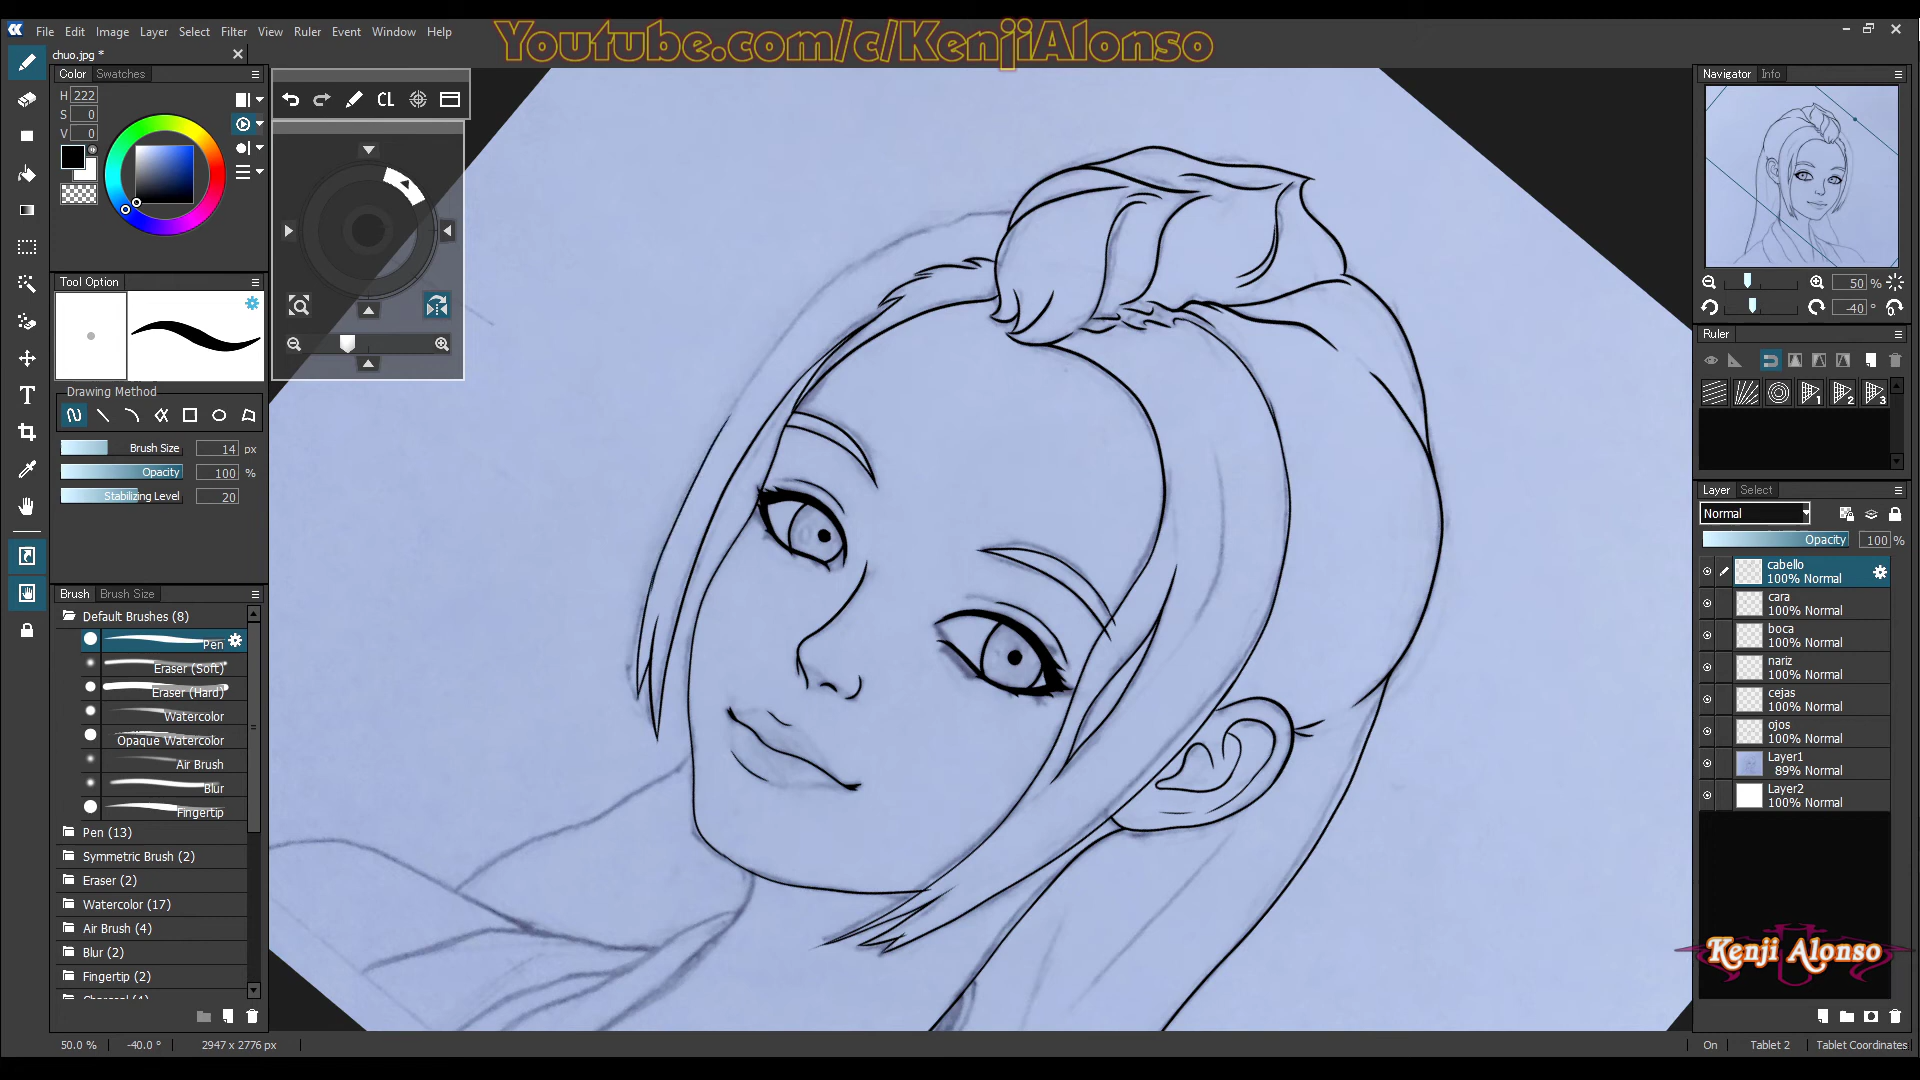 File Edit Image Layer Select Filter View Ruler Event Window Help
Youtube.com/c/KenjiAlonso
chuo.jpg *
Color Swatches
H 222
S 0
V 0
CL
Tool Option
Drawing Method
Brush Size 14 px
Opacity 100 %
Stabilizing Level 20
Brush Brush Size
Default Brushes (8)
Pen
Eraser (Soft)
Eraser (Hard)
Watercolor
Opaque Watercolor
Air Brush
Blur
Fingertip
Pen (13)
Symmetric Brush (2)
Eraser (2)
Watercolor (17)
Air Brush (4)
Blur (2)
Fingertip (2)
Navigator Info
50 %
-40 °
Ruler
1 2 3
Layer Select
Normal
Opacity 100 %
cabello
100% Normal
cara
100% Normal
boca
100% Normal
nariz
100% Normal
cejas
100% Normal
ojos
100% Normal
Layer1
89% Normal
Layer2
100% Normal
Kenji Alonso
50.0 % -40.0 ° 2947 x 2776 px On Tablet 2 Tablet Coordinates